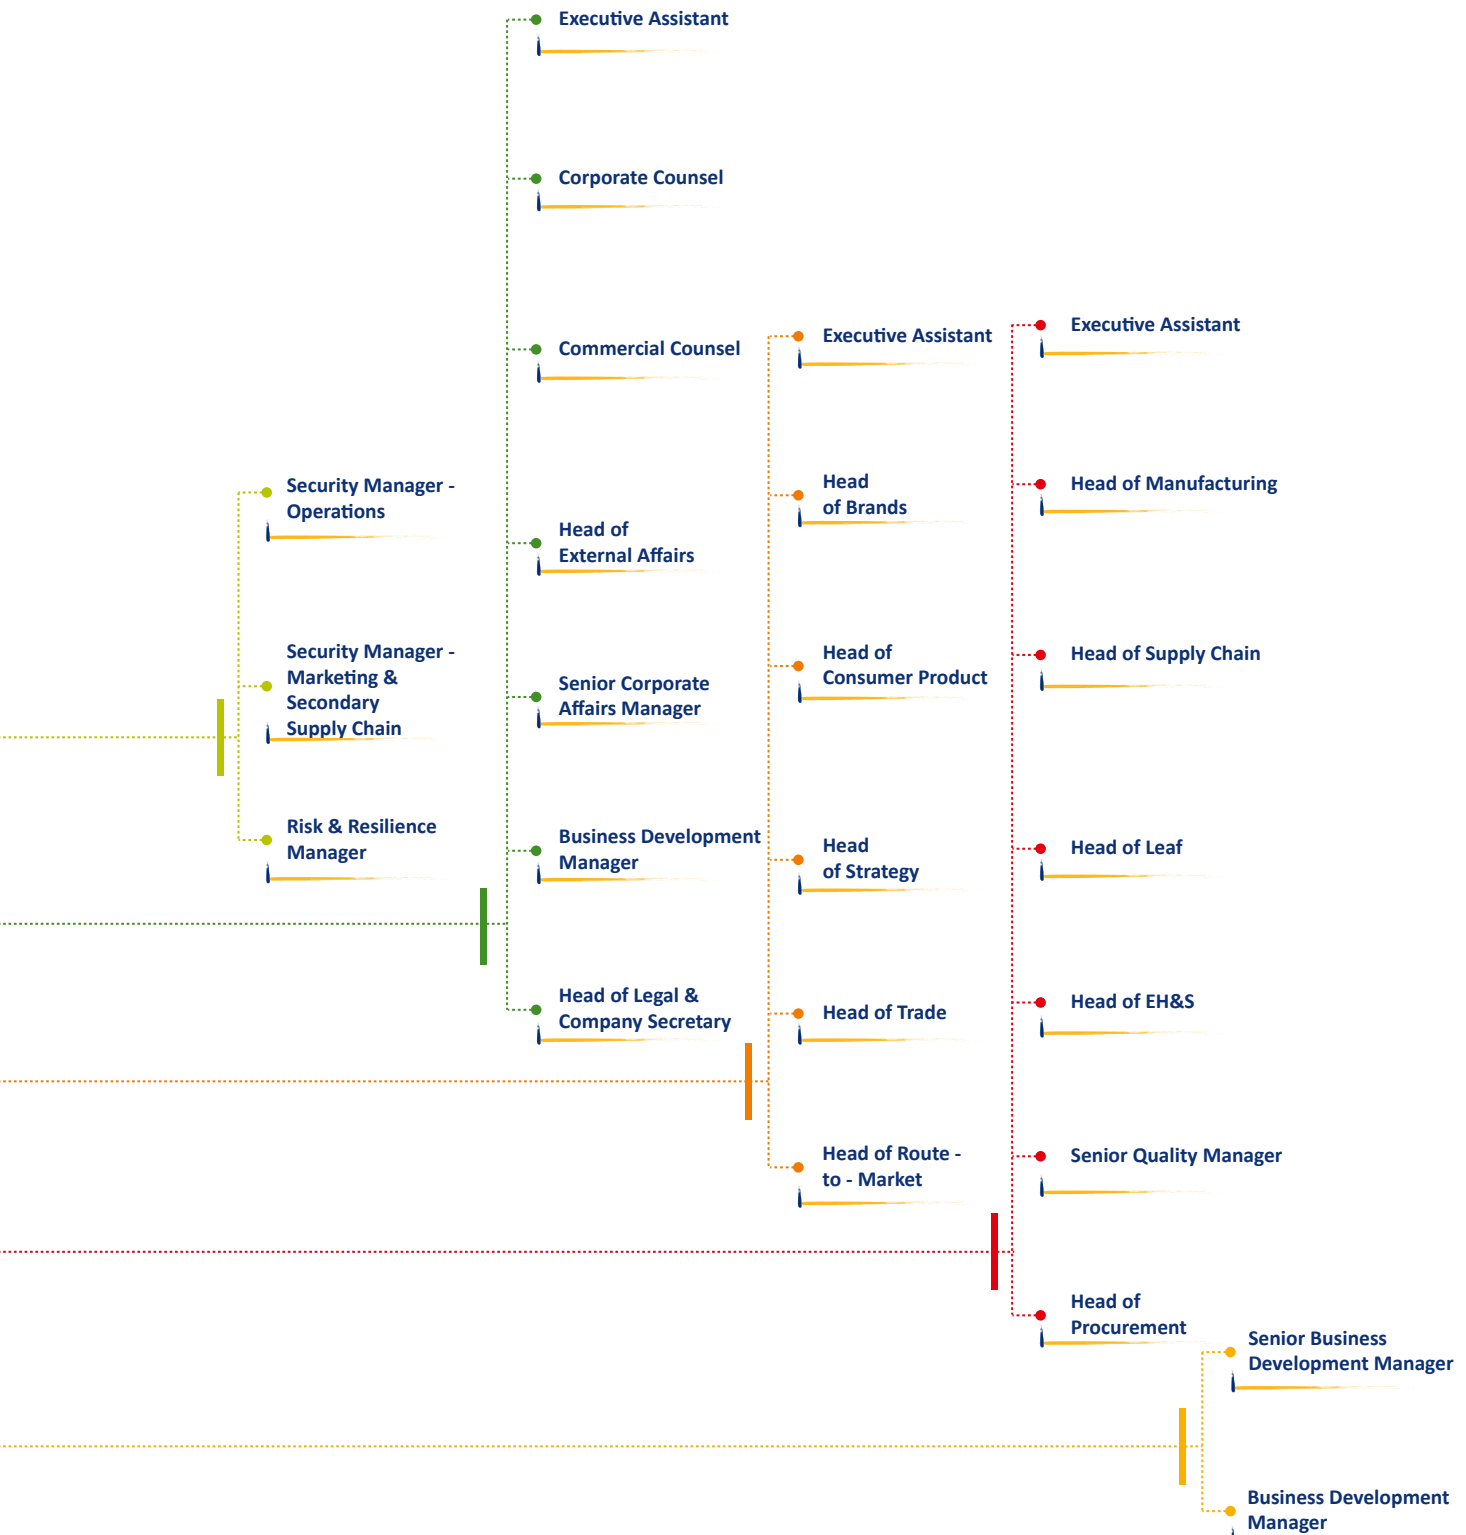 Security Manager -
Operations
Security Manager -
Marketing &
Secondary
Supply Chain
Risk & Resilience
Manager
Executive Assistant
Corporate Counsel
Commercial Counsel
Head of
External Affairs
Senior Corporate
Affairs Manager
Business Development
Manager
Head of Legal &
Company Secretary
Executive Assistant
Head
of Brands
Head of
Consumer Product
Head
of Strategy
Head of Trade
Head of Route -
to - Market
Executive Assistant
Head of Manufacturing
Head of Supply Chain
Head of Leaf
Head of EH&S
Senior Quality Manager
Head of
Procurement
Senior Business
Development Manager
Business Development
Manager